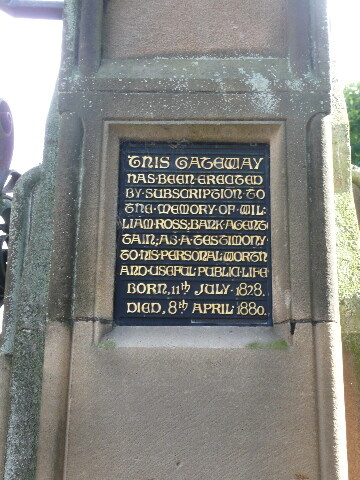 THIS GATEWAY
HAS·BEEN·ERECTED
BY·SUBSCRIPTION·TO
THE·MEMORY·OF·WIL-
LIAM·ROSS;BANK·AGENT
TAIN;AS·A·TESTIMONY
TO·HIS·PERSONAL·WORTH
AND·USEFUL·PUBLIC·LIFE
BORN, 11th JULY·1828.
DIED, 8th APRIL·1880.